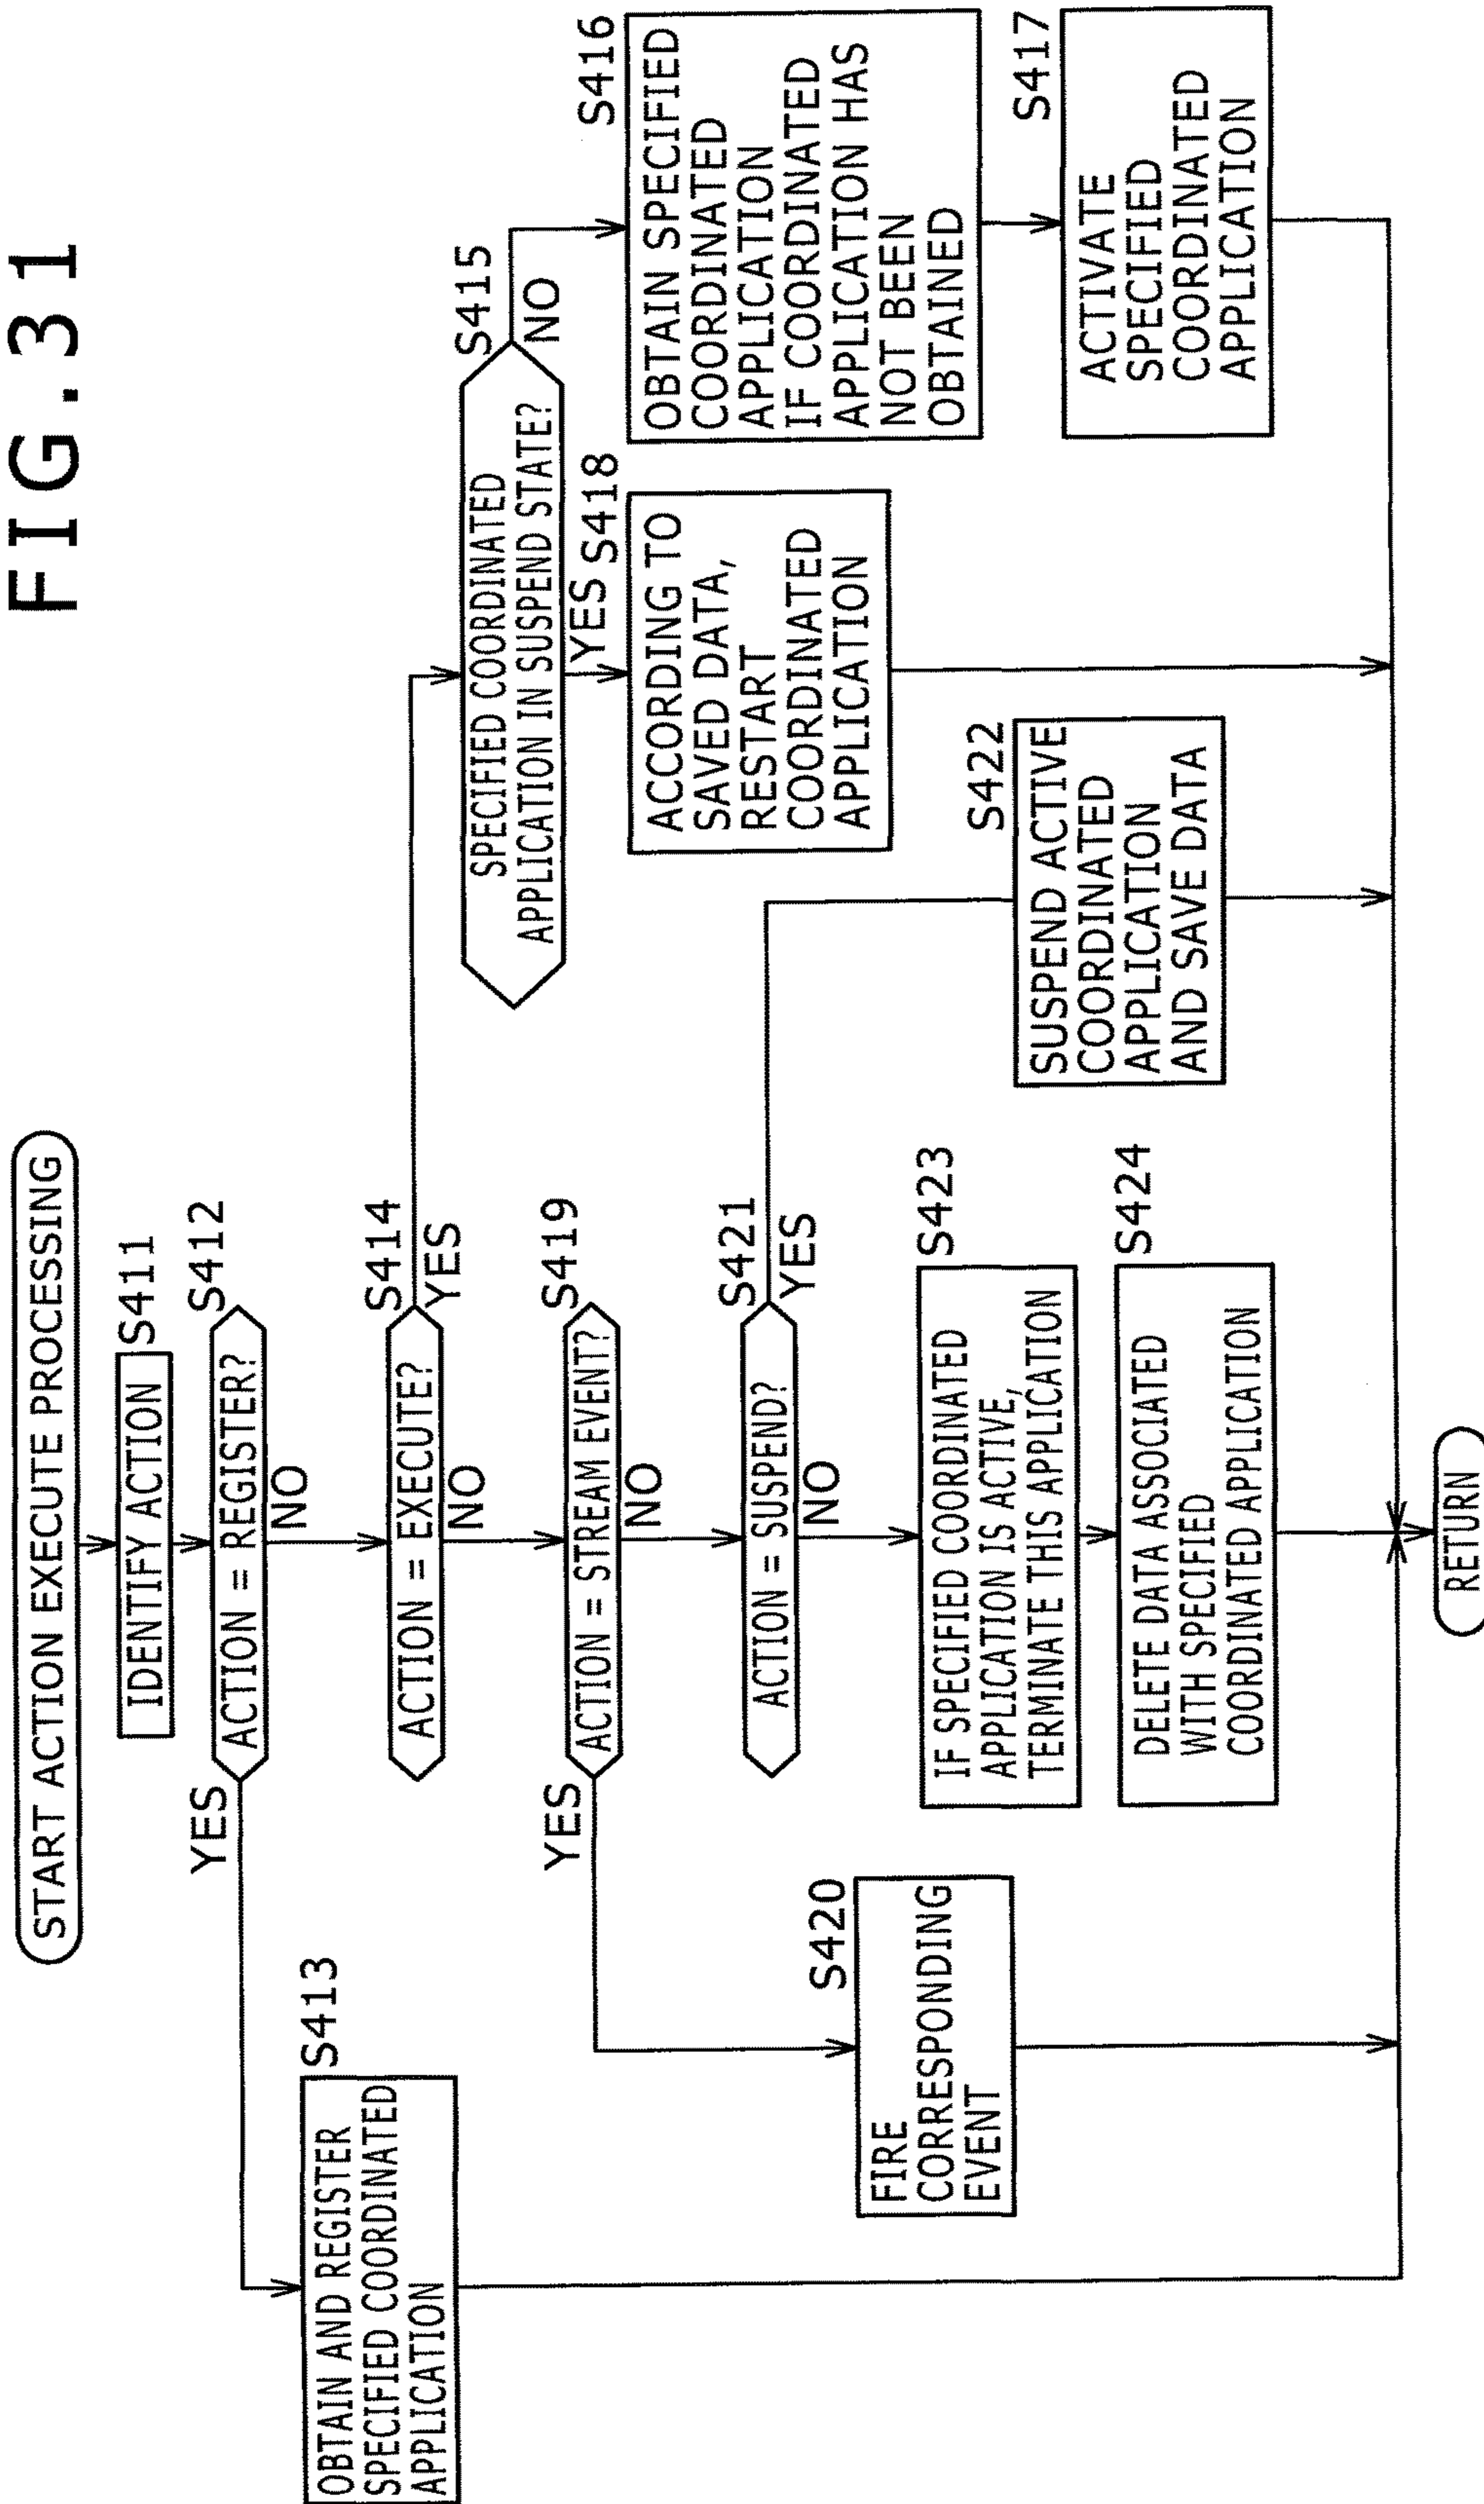 FIG.31
START ACTION EXECUTE PROCESSING
S411
IDENTIFY ACTION
S412
ACTION = REGISTER?
YES
NO
S413
OBTAIN AND REGISTER
SPECIFIED COORDINATED
APPLICATION
S414
ACTION = EXECUTE?
YES
NO
S415
SPECIFIED COORDINATED
APPLICATION IN SUSPEND STATE?
NO
YES
S416
OBTAIN SPECIFIED
COORDINATED
APPLICATION
IF COORDINATED
APPLICATION HAS
NOT BEEN
OBTAINED
S417
ACTIVATE
SPECIFIED
COORDINATED
APPLICATION
S418
ACCORDING TO
SAVED DATA,
RESTART
COORDINATED
APPLICATION
S419
ACTION = STREAM EVENT?
YES
NO
S420
FIRE
CORRESPONDING
EVENT
S421
ACTION = SUSPEND?
YES
NO
S422
SUSPEND ACTIVE
COORDINATED
APPLICATION
AND SAVE DATA
S423
IF SPECIFIED COORDINATED
APPLICATION IS ACTIVE,
TERMINATE THIS APPLICATION
S424
DELETE DATA ASSOCIATED
WITH SPECIFIED
COORDINATED APPLICATION
RETURN